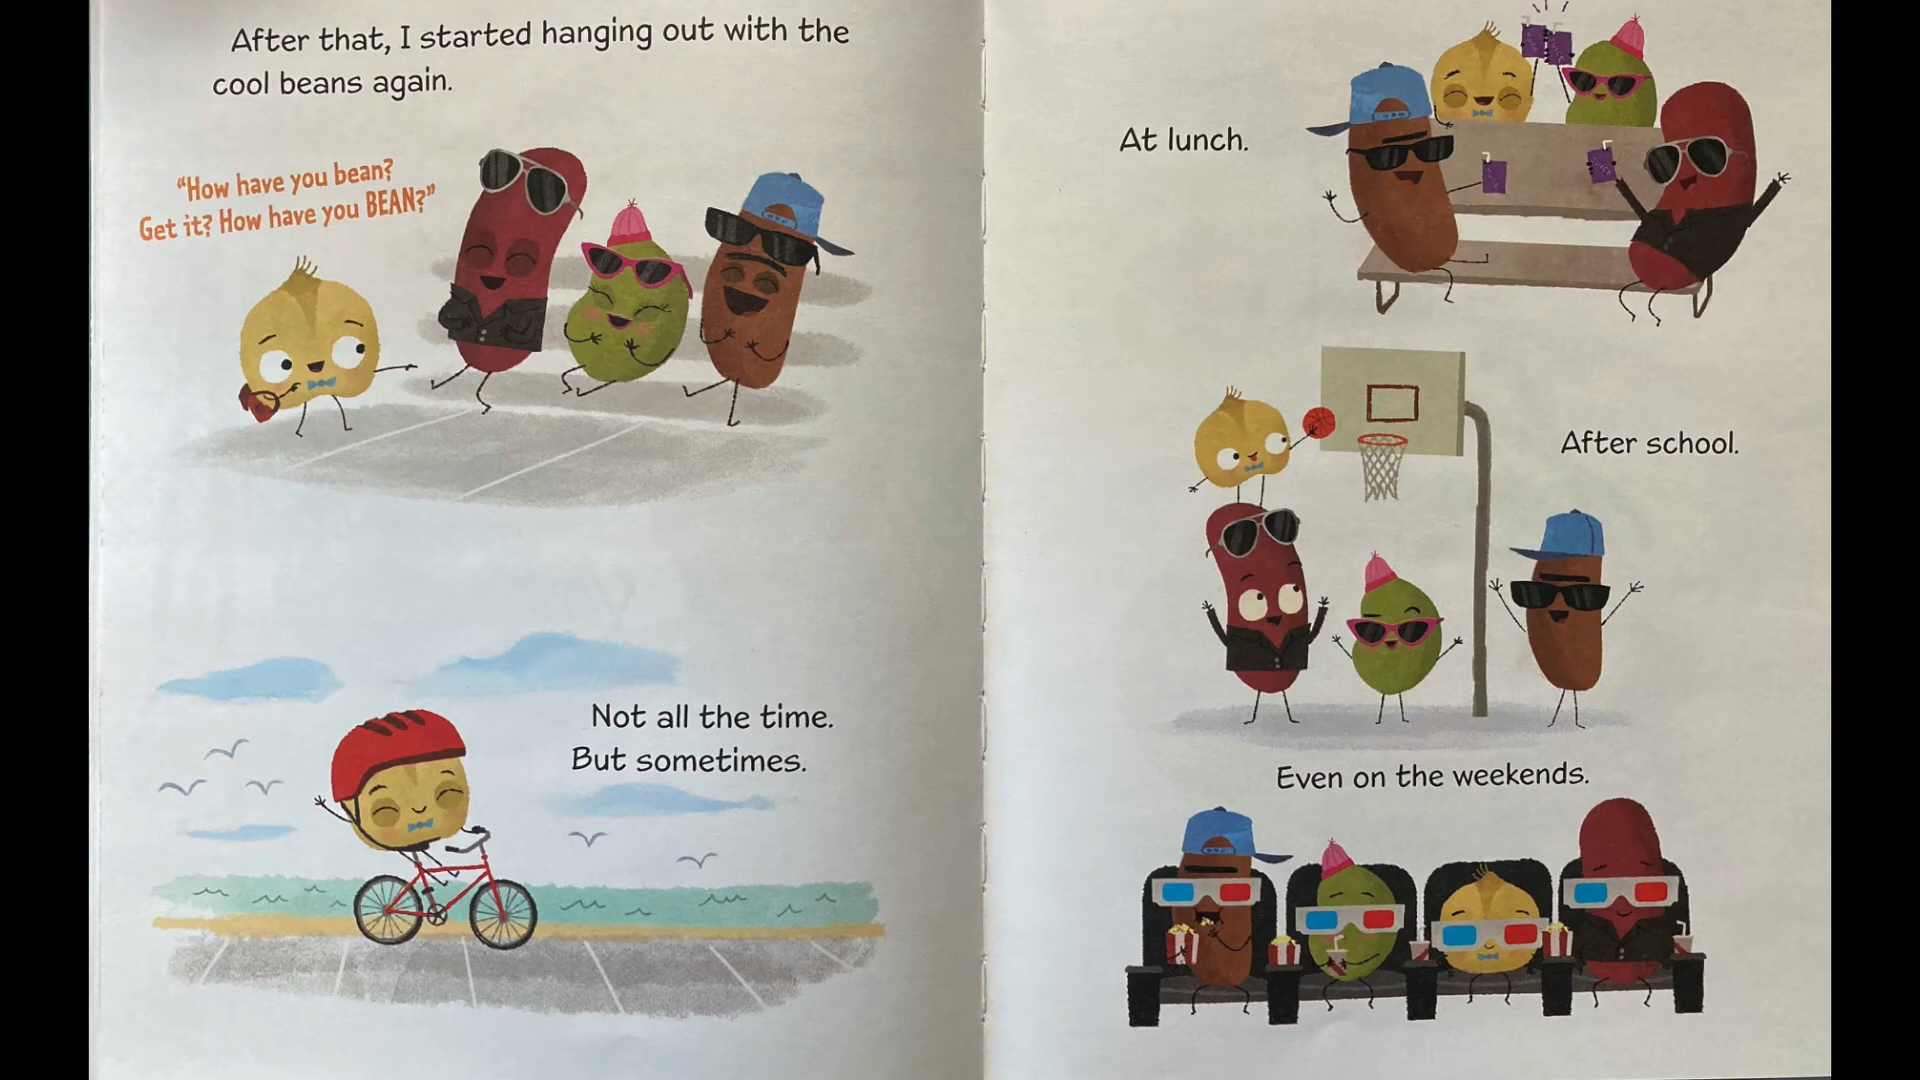 After that, I started hanging out with the
cool beans again.
"How have you bean?
Get it? How have you BEAN?"
Not all the time.
But sometimes.
At lunch.
After school.
Even on the weekends.